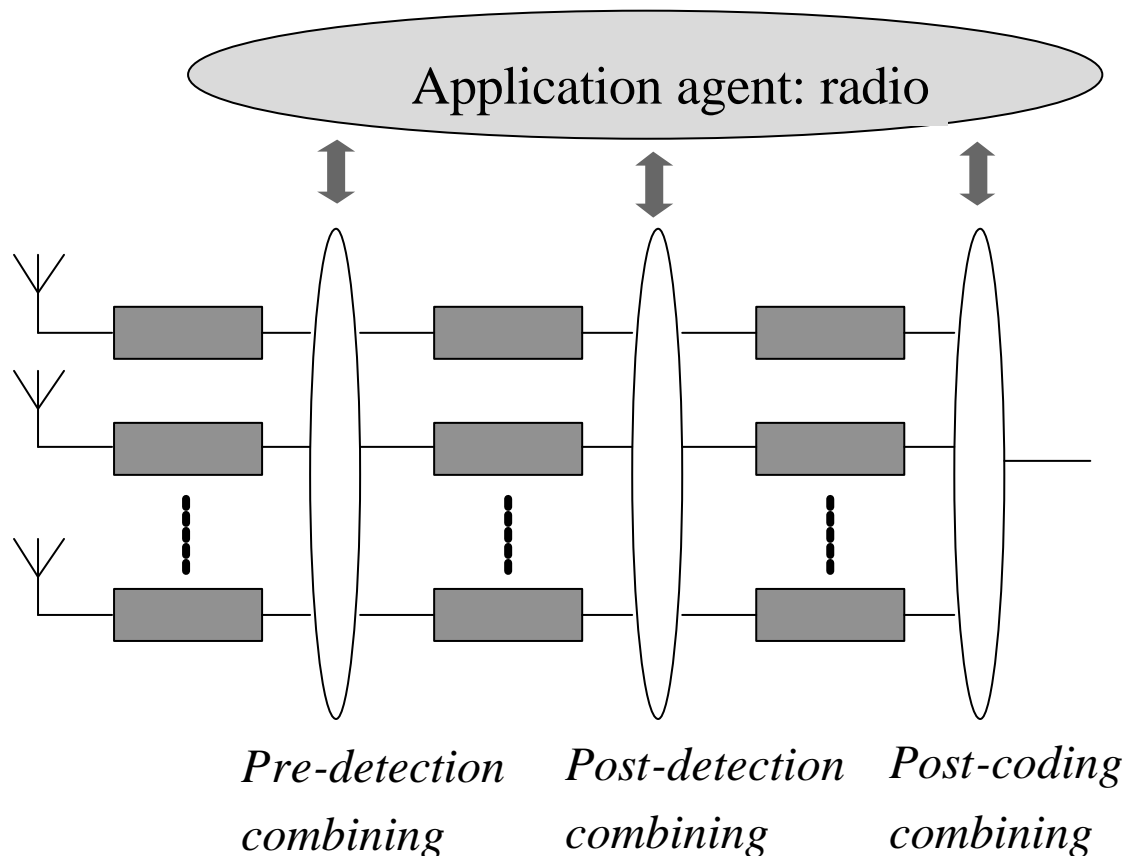 Application agent: radio
Pre-detection
combining
Post-detection
combining
Post-coding
combining